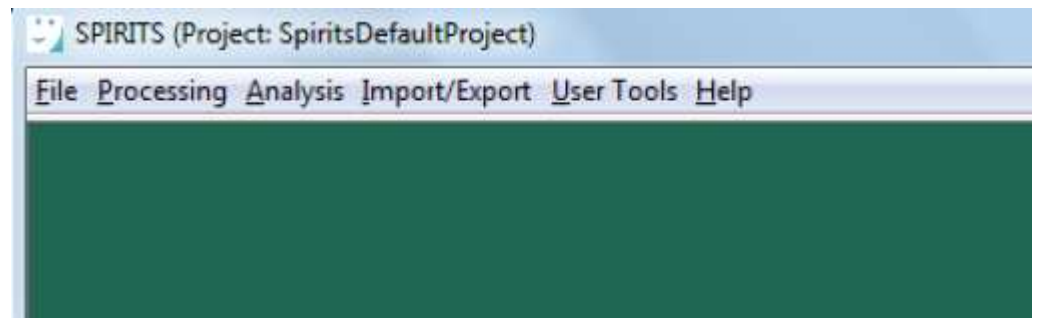 SPIRITS (Project: SpiritsDefaultProject)
File Processing Analysis Import/Export User Tools Help